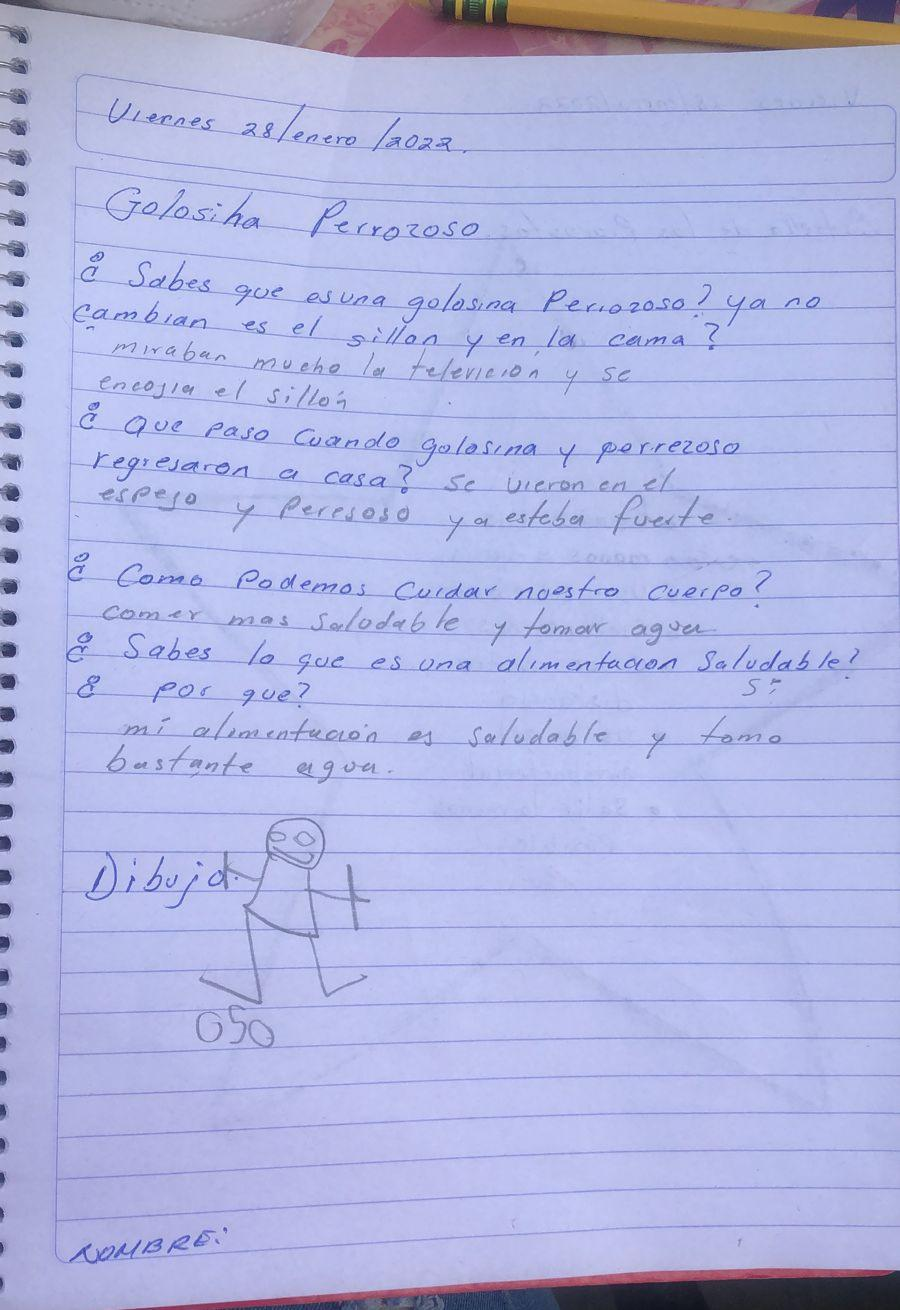 Viernes 28/enero/2022.
Golosina Perrozoso
¿ Sabes que es una golosina Perrozoso? ya no
cambian es el sillon y en la cama?
miraban mucho la televicion y se
encojia el sillón
¿ Que paso cuando golosina y perrezoso
regresaron a casa? se vieron en el
espejo y Peresoso ya esteba fuerte.
¿ Como Podemos Cuidar nuestro cuerpo?
comer mas Saludable y tomar agua
¿ Sabes lo que es una alimentacion Saludable?
¿ por que? si
mi alimentación es saludable y tomo
bastante agua.
Dibujo
oso
NOMBRE: